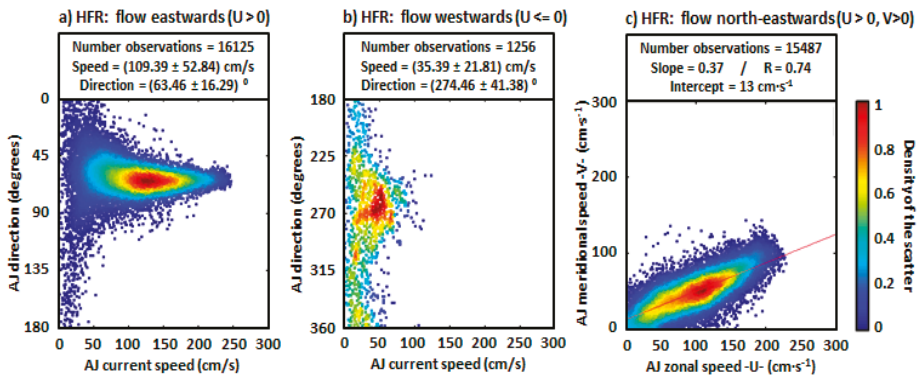 a) HFR: flow eastwards (U > 0)
Number observations = 16125
Speed = (109.39 ± 52.84) cm/s
Direction = (63.46 ± 16.29) ⁰
0
45
90
135
180
AJ direction (degrees)
0 50 100 150 200 250 300
AJ current speed (cm/s)
b) HFR: flow westwards (U <= 0)
Number observations = 1256
Speed = (35.39 ± 21.81) cm/s
Direction = (274.46 ± 41.38) ⁰
180
225
270
315
360
AJ direction (degrees)
0 50 100 150 200 250 300
AJ current speed (cm/s)
c) HFR: flow north-eastwards (U > 0, V>0)
Number observations = 15487
Slope = 0.37 / R = 0.74
Intercept = 13 cm·s⁻¹
300
200
100
0
AJ meridional speed -V- (cm·s⁻¹)
0 50 100 150 200 250 300
AJ zonal speed -U- (cm·s⁻¹)
1
0.8
0.6
0.4
0.2
0
Density of the scatter